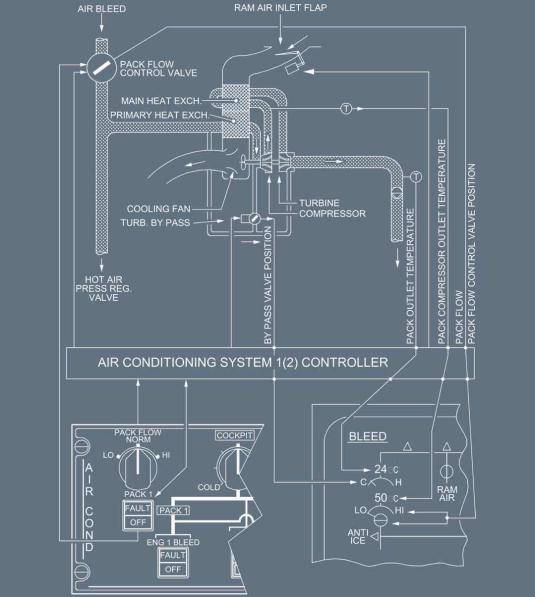 AIR BLEED
RAM AIR INLET FLAP
PACK FLOW
CONTROL VALVE
MAIN HEAT EXCH.
PRIMARY HEAT EXCH.
T
T
COOLING FAN
TURB. BY PASS
TURBINE
COMPRESSOR
HOT AIR
PRESS REG.
VALVE
BY PASS VALVE POSITION
PACK OUTLET TEMPERATURE
PACK COMPRESSOR OUTLET TEMPERATURE
PACK FLOW
PACK FLOW CONTROL VALVE POSITION
AIR CONDITIONING SYSTEM 1(2) CONTROLLER
PACK FLOW
NORM
LO
HI
COCKPIT
COLD
AIR COND
PACK 1
FAULT
OFF
PACK 1
ENG 1 BLEED
FAULT
OFF
BLEED
24 C
C H
50 C
LO HI
RAM
AIR
ANTI
ICE